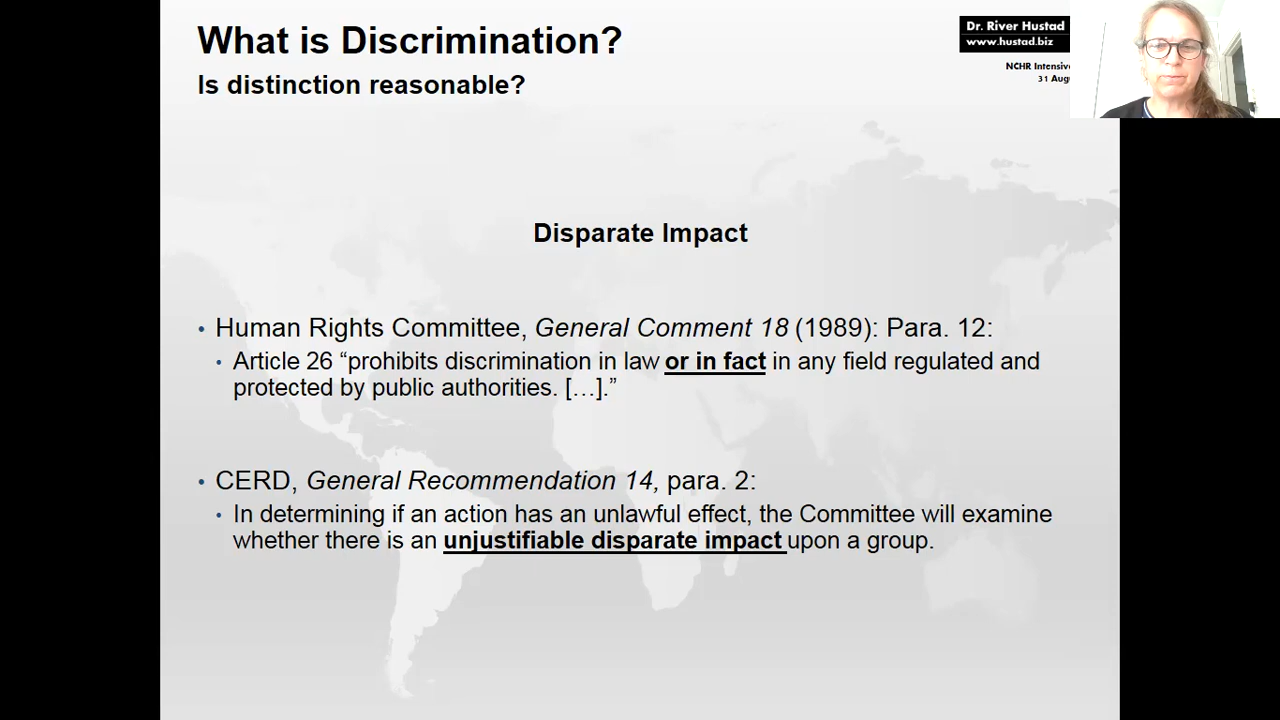 What is Discrimination?
Is distinction reasonable?
Dr. River Hustad
www.hustad.biz
NCHR Intensive
31
Disparate Impact
• Human Rights Committee, General Comment 18 (1989): Para. 12:
• Article 26 “prohibits discrimination in law or in fact in any field regulated and
protected by public authorities. […].”
• CERD, General Recommendation 14, para. 2:
• In determining if an action has an unlawful effect, the Committee will examine
whether there is an unjustifiable disparate impact upon a group.